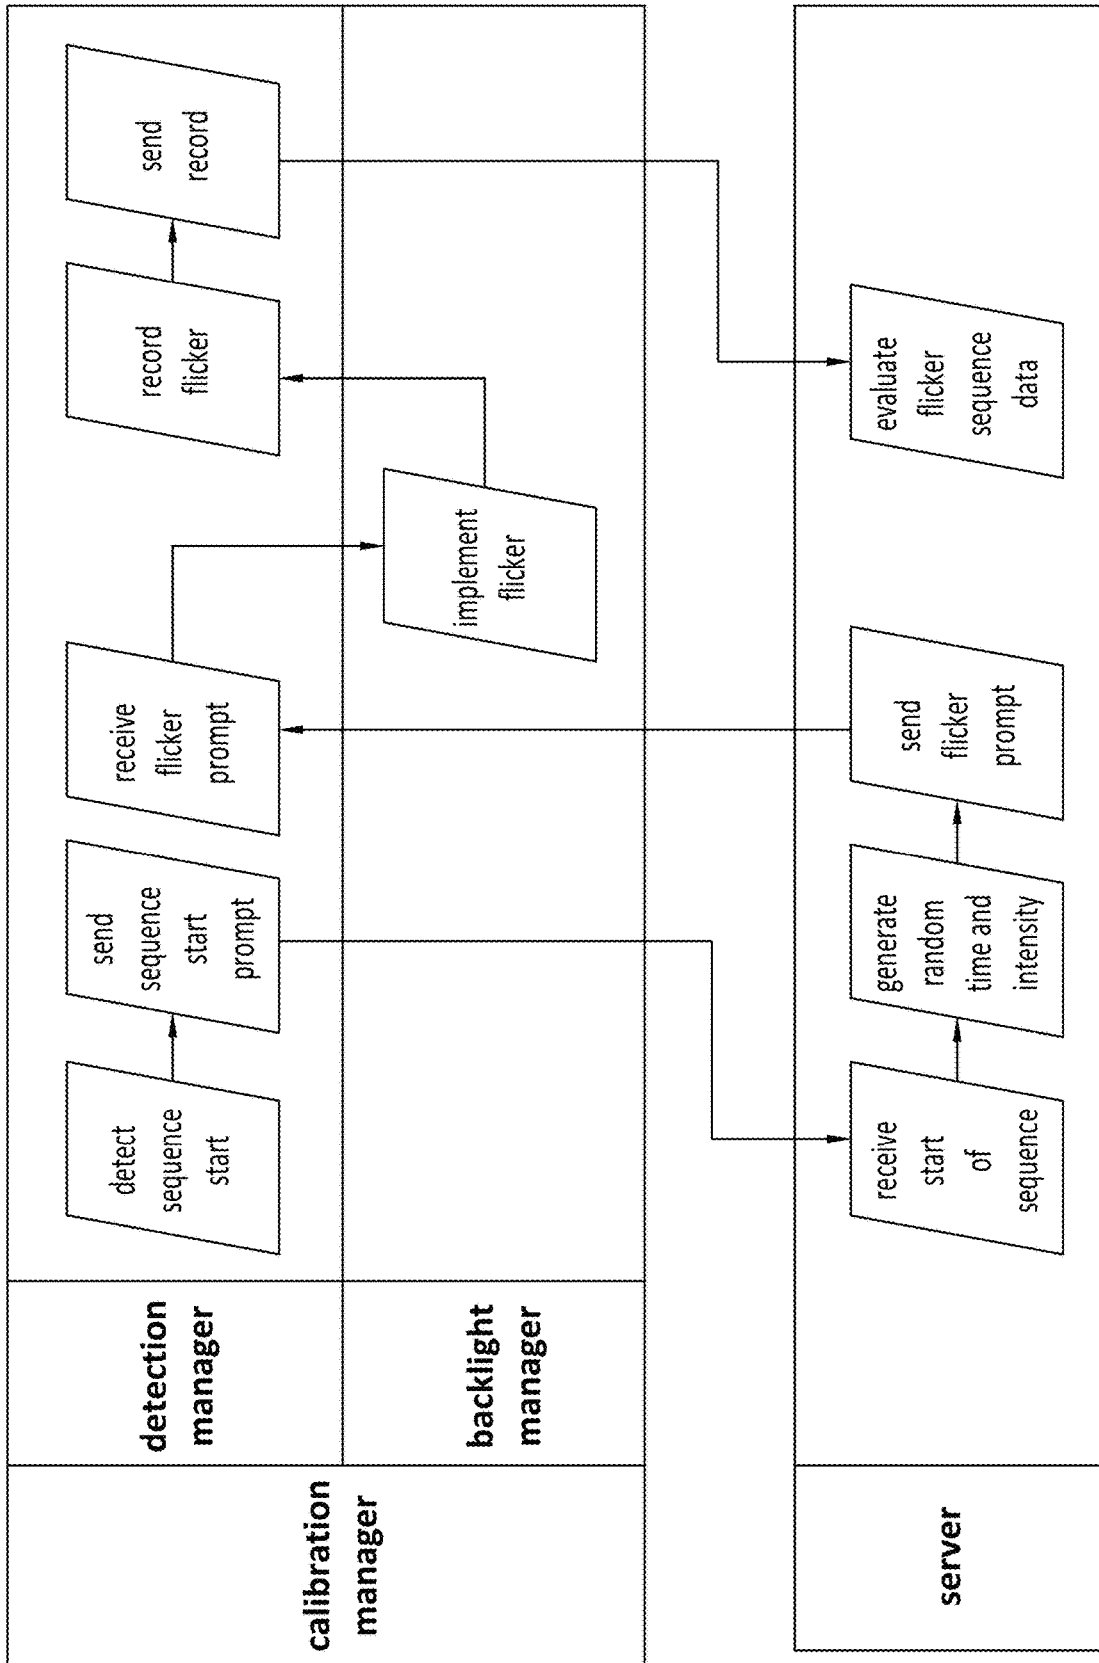 calibration
manager
detection
manager
detect
sequence
start
send
sequence
start
prompt
receive
flicker
prompt
record
flicker
send
record
backlight
manager
implement
flicker
server
receive
start
of
sequence
generate
random
time and
intensity
send
flicker
prompt
evaluate
flicker
sequence
data